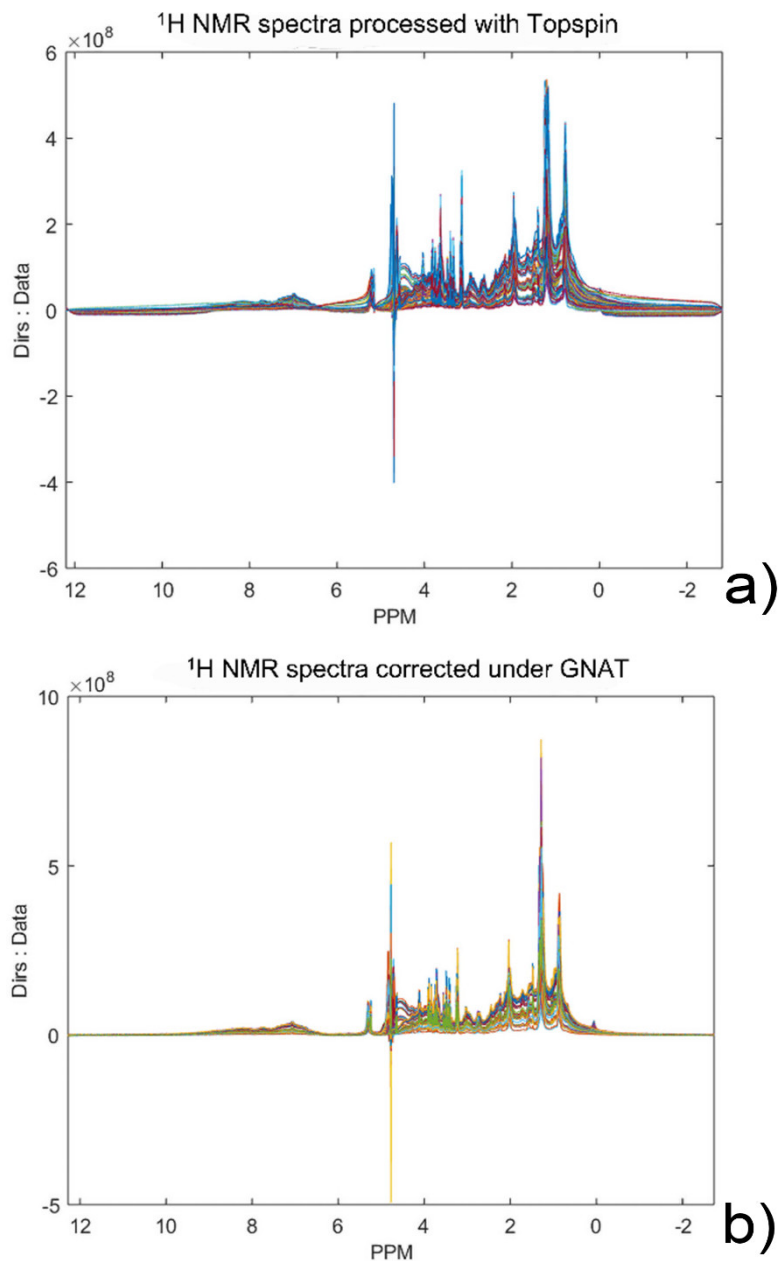 ¹H NMR spectra processed with Topspin
×10⁸
6
4
2
0
-2
-4
-6
Dirs : Data
12 10 8 6 4 2 0 -2
PPM
a)
¹H NMR spectra corrected under GNAT
×10⁸
10
5
0
-5
Dirs : Data
12 10 8 6 4 2 0 -2
PPM
b)